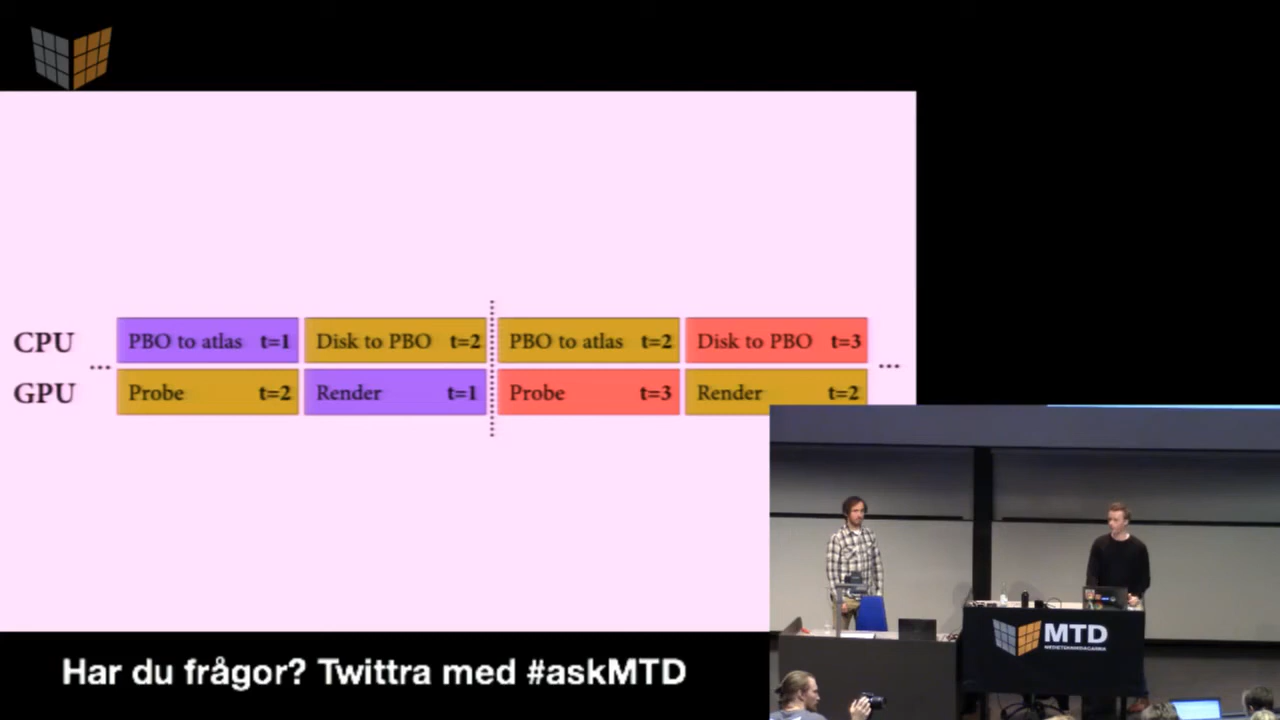 CPU PBO to atlas t=1 Disk to PBO t=2 PBO to atlas t=2 Disk to PBO t=3
... ...
GPU Probe t=2 Render t=1 Probe t=3 Render t=2
MTD
MEDIETEKNIKDAGARNA
Har du frågor? Twittra med #askMTD